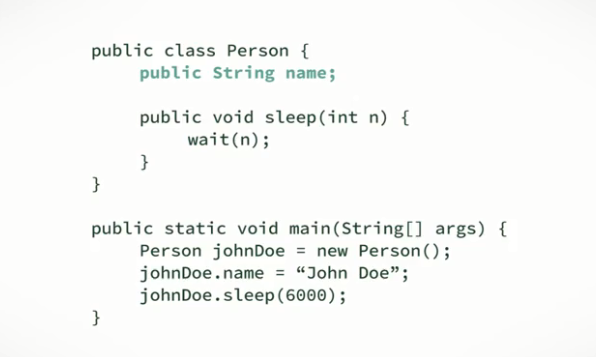 public class Person {
public String name;
public void sleep(int n) {
wait(n);
}
}
public static void main(String[] args) {
Person johnDoe = new Person();
johnDoe.name = “John Doe”;
johnDoe.sleep(6000);
}